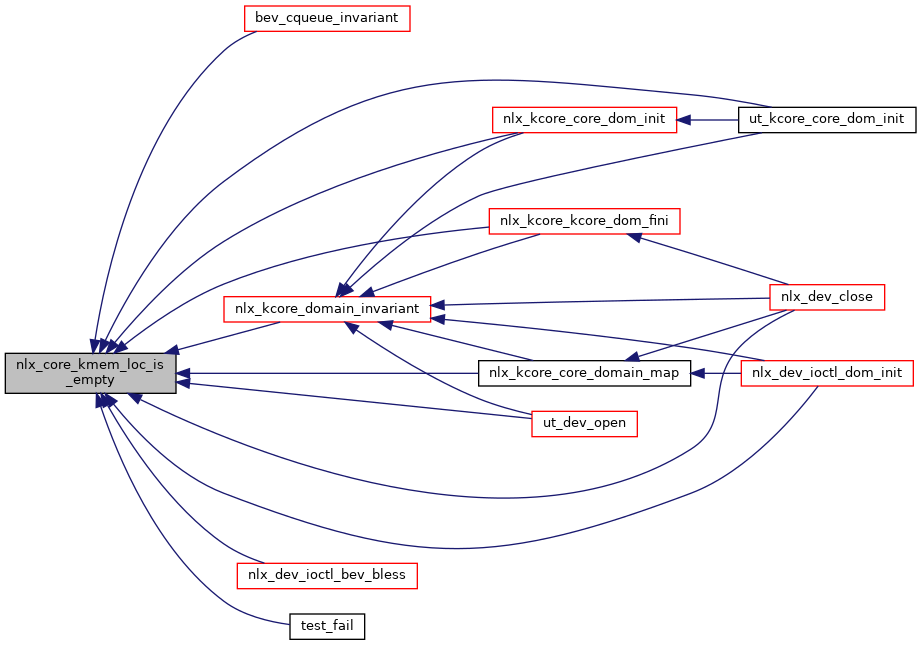 bev_cqueue_invariant
nlx_kcore_core_dom_init
ut_kcore_core_dom_init
nlx_kcore_kcore_dom_fini
nlx_kcore_domain_invariant
nlx_dev_close
nlx_core_kmem_loc_is
_empty
nlx_kcore_core_domain_map
nlx_dev_ioctl_dom_init
ut_dev_open
nlx_dev_ioctl_bev_bless
test_fail